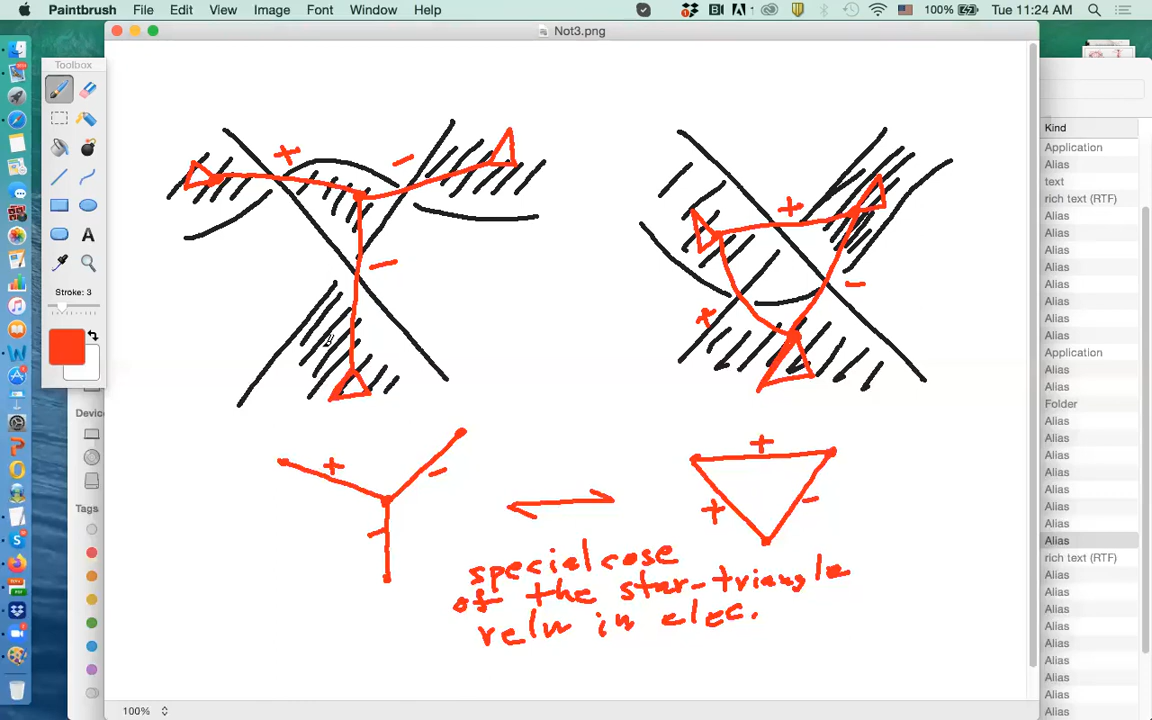 Paintbrush File Edit View Image Font Window Help 100% Tue 11:24 AM
Not3.png
Toolbox
Stroke: 3
A
Device
Tags
Kind
Application
Alias
text
Alias
rich text (RTF)
Alias
Alias
Alias
Alias
Alias
Alias
Alias
Application
Alias
Folder
Alias
Alias
Alias
Alias
Alias
Alias
Alias
rich text (RTF)
Alias
Alias
Alias
Alias
Alias
Alias
Alias
Alias
+ − −
+ + −
+ − −
+ + −
special case
of the star-triangle
reln in elec.
100%